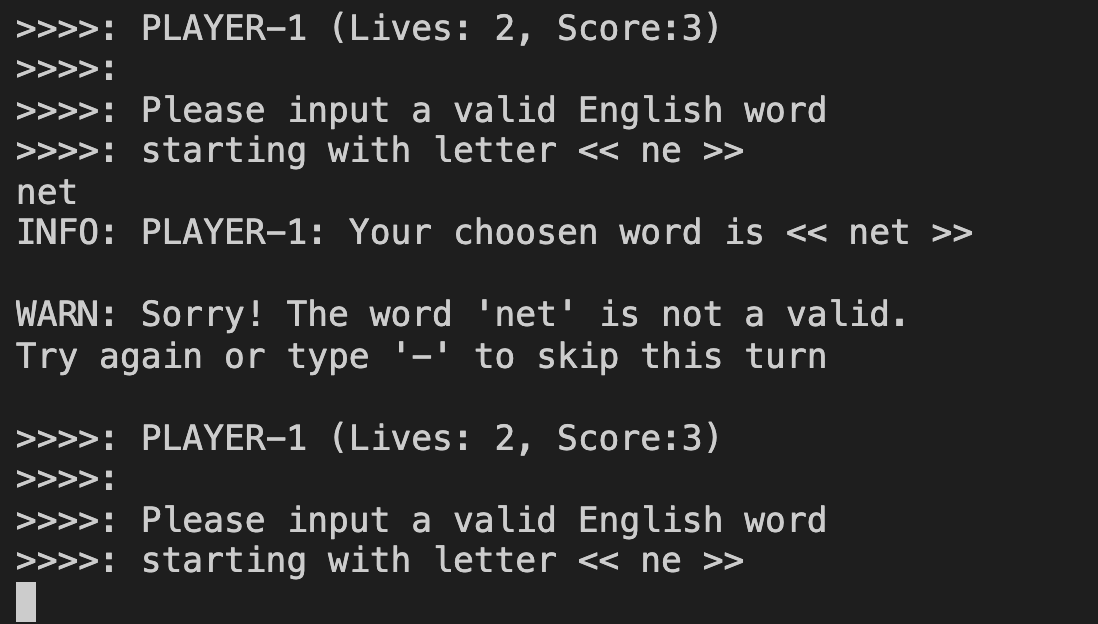 >>>>: PLAYER-1 (Lives: 2, Score:3)
>>>>:
>>>>: Please input a valid English word
>>>>: starting with letter << ne >>
net
INFO: PLAYER-1: Your choosen word is << net >>
WARN: Sorry! The word 'net' is not a valid.
Try again or type '-' to skip this turn
>>>>: PLAYER-1 (Lives: 2, Score:3)
>>>>:
>>>>: Please input a valid English word
>>>>: starting with letter << ne >>